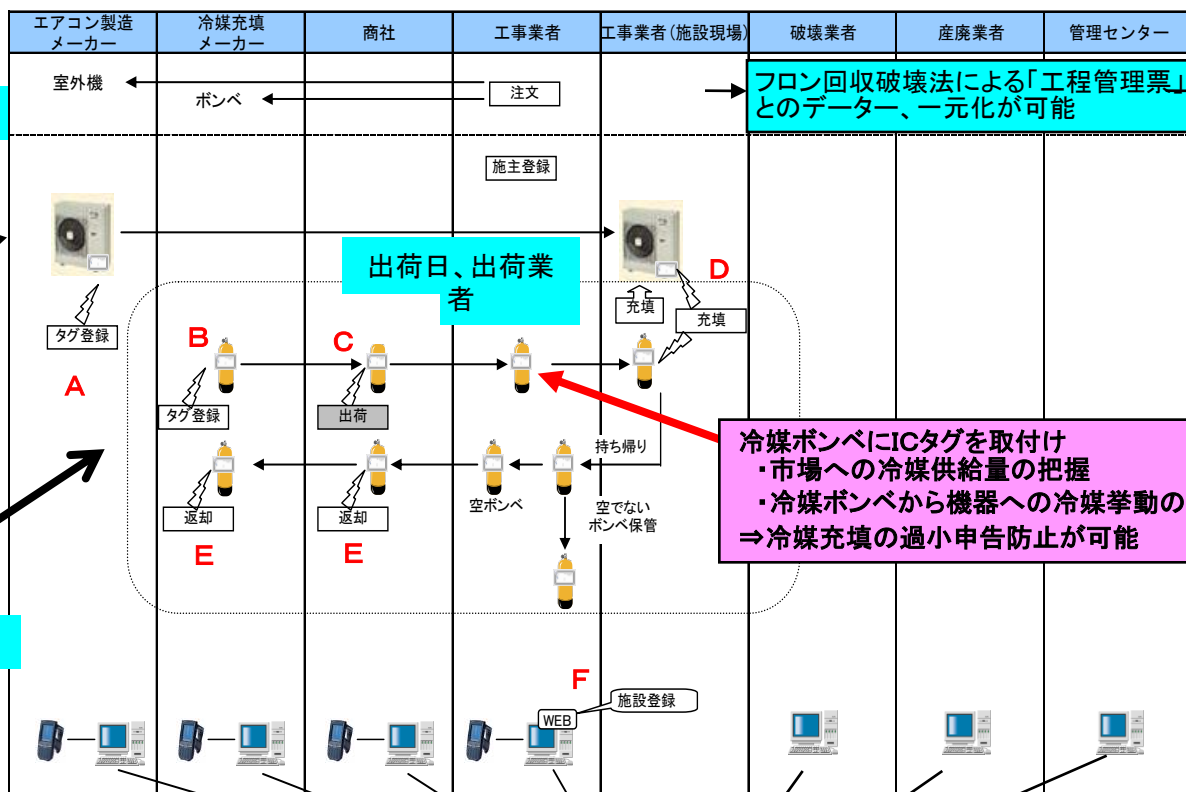 エアコン製造
メーカー
冷媒充填
メーカー
商社
工事業者
工事業者(施設現場)
破壊業者
産廃業者
管理センター
室外機
ボンベ
注文
フロン回収破壊法による「工程管理票」
とのデーター、一元化が可能
施主登録
出荷日、出荷業
者
D
充填
充填
タグ登録
A
B
C
タグ登録
出荷
冷媒ボンベにICタグを取付け
・市場への冷媒供給量の把握
・冷媒ボンベから機器への冷媒挙動の
⇒冷媒充填の過小申告防止が可能
持ち帰り
返却
返却
空ボンベ
空でない
ボンベ保管
E
E
F
施設登録
WEB